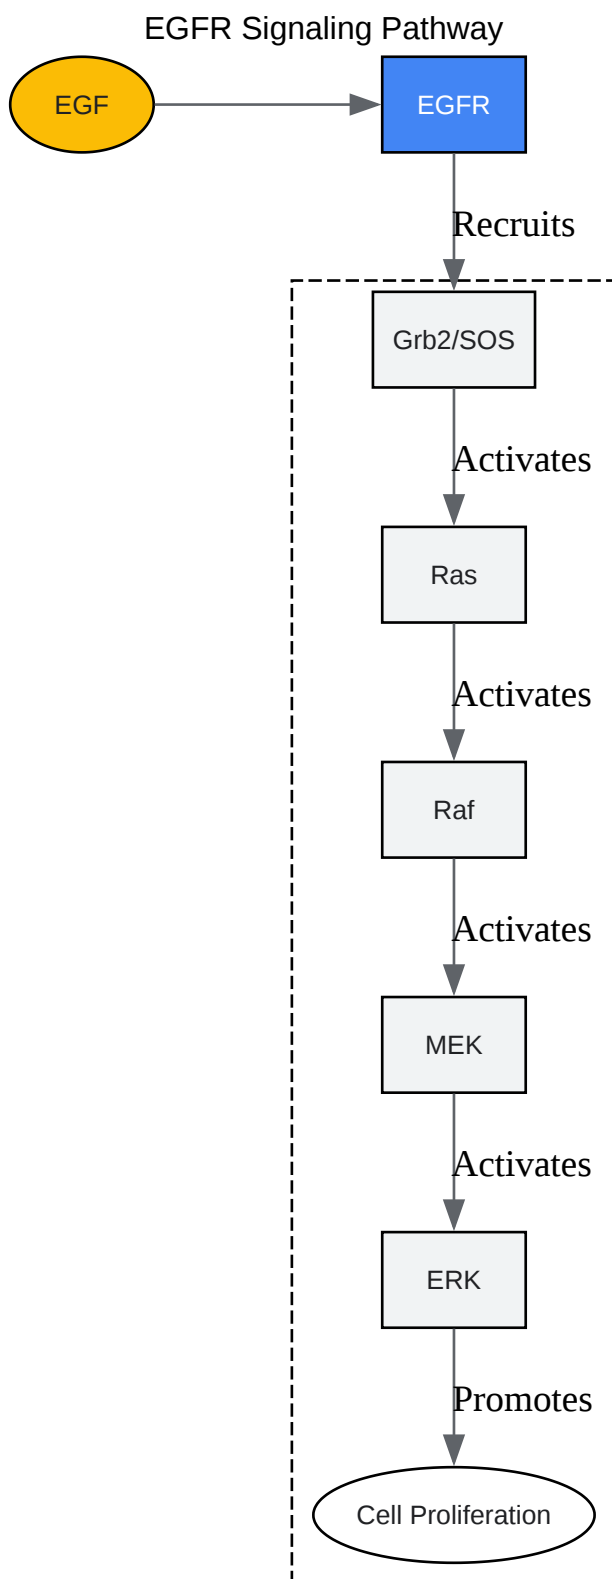 EGFR Signaling Pathway
EGF
EGFR
Recruits
Grb2/SOS
Activates
Ras
Activates
Raf
Activates
MEK
Activates
ERK
Promotes
Cell Proliferation